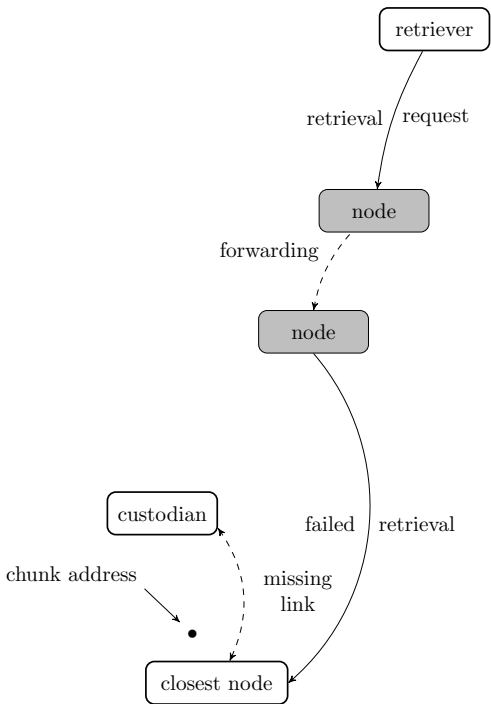 retriever
retrieval request
node
forwarding
node
custodian
failed retrieval
chunk address
missing
link
closest node